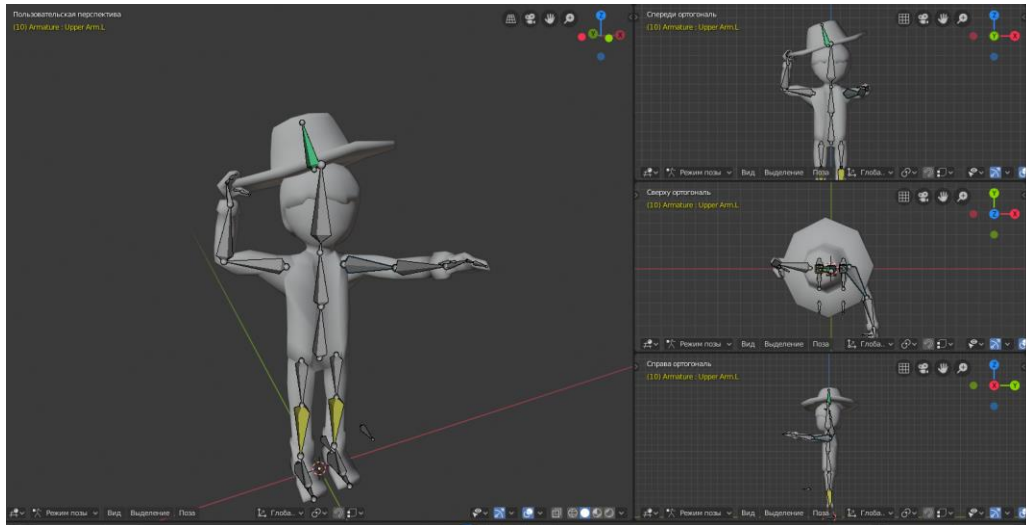 Пользовательская перспектива
(10) Armature : Upper Arm.L
Z
Y
X
Режим позы Вид Выделение Поза Глоба..
Спереди ортогональ
(10) Armature : Upper Arm.L
Z
Y
X
Режим позы Вид Выделение Поза Глоба..
Сверху ортогональ
(10) Armature : Upper Arm.L
Y
Z
X
Режим позы Вид Выделение Поза Глоба..
Справа ортогональ
(10) Armature : Upper Arm.L
Z
X
Y
Режим позы Вид Выделение Поза Глоба..